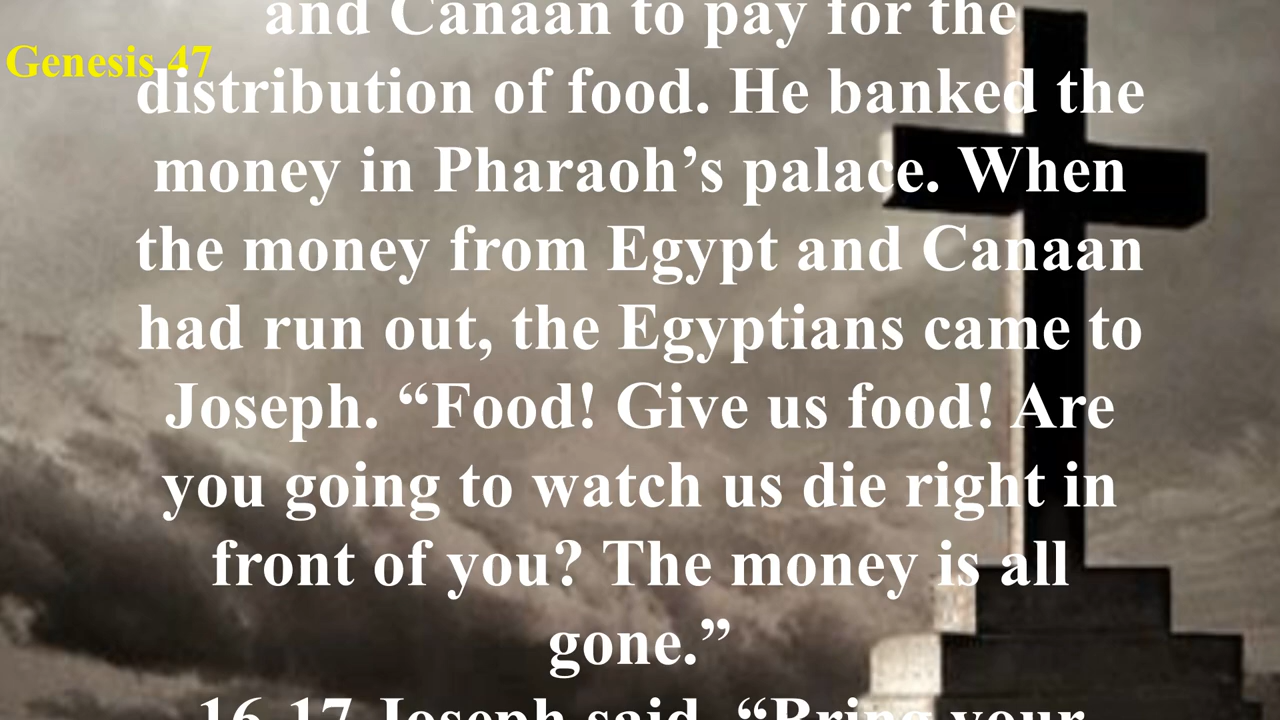 and Canaan to pay for the
Genesis 47
distribution of food. He banked the
money in Pharaoh’s palace. When
the money from Egypt and Canaan
had run out, the Egyptians came to
Joseph. “Food! Give us food! Are
you going to watch us die right in
front of you? The money is all
gone.”
16-17 Joseph said, “Bring your